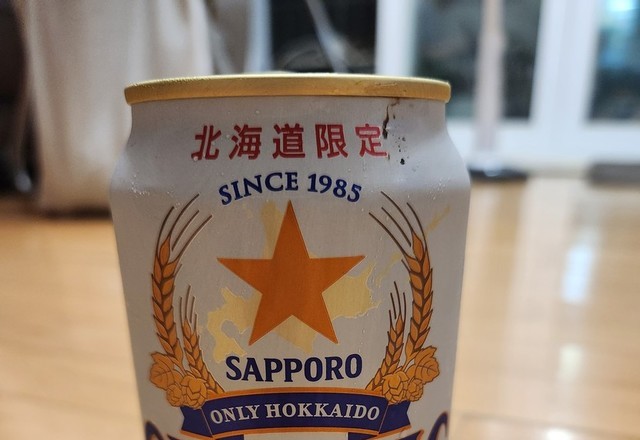 北海道限定
SINCE 1985
SAPPORO
ONLY HOKKAIDO